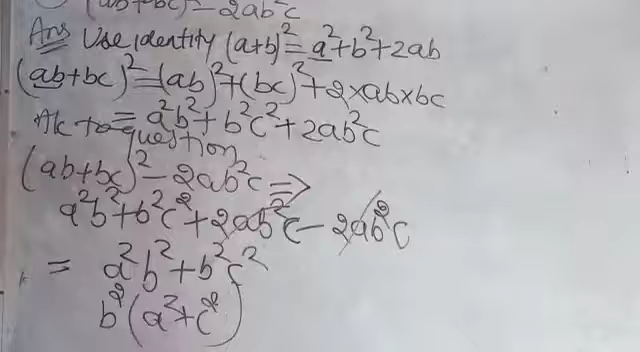 (ab+bc)² - 2ab²c
Ans Use identity (a+b)² = a²+b²+2ab
(ab+bc)² = (ab)²+(bc)²+2×ab×bc
= a²b²+b²c²+2ab²c
Ac to question
(ab+bc)² - 2ab²c ⇒
a²b²+b²c²+2ab²c - 2ab²c
= a²b²+b²c²
b²(a²+c²)